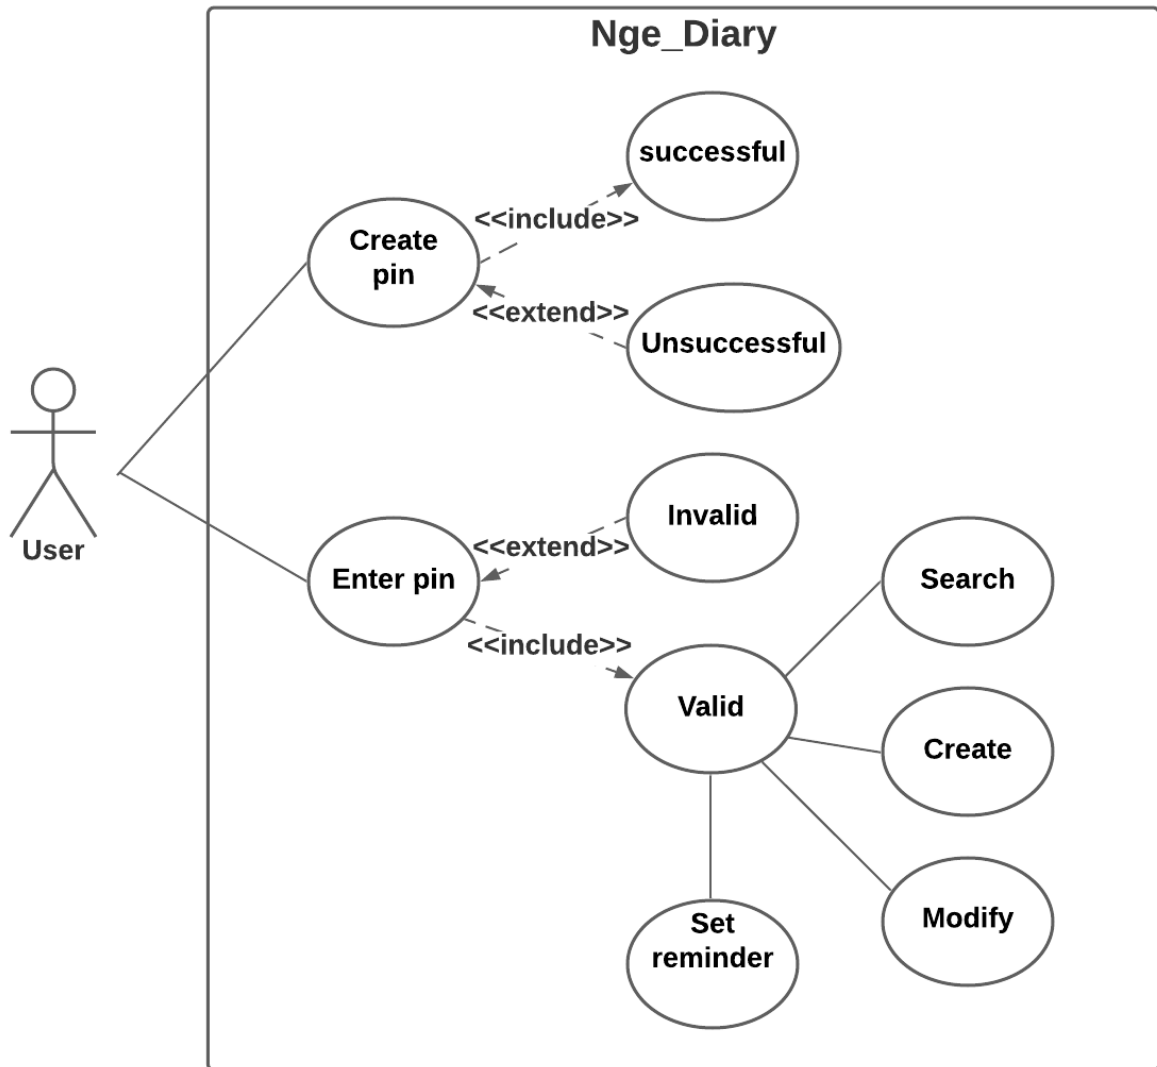 Nge_Diary
successful
<<include>>
Create
pin
<<extend>>
Unsuccessful
User
Invalid
<<extend>>
Enter pin
Search
<<include>>
Valid
Create
Set
reminder
Modify